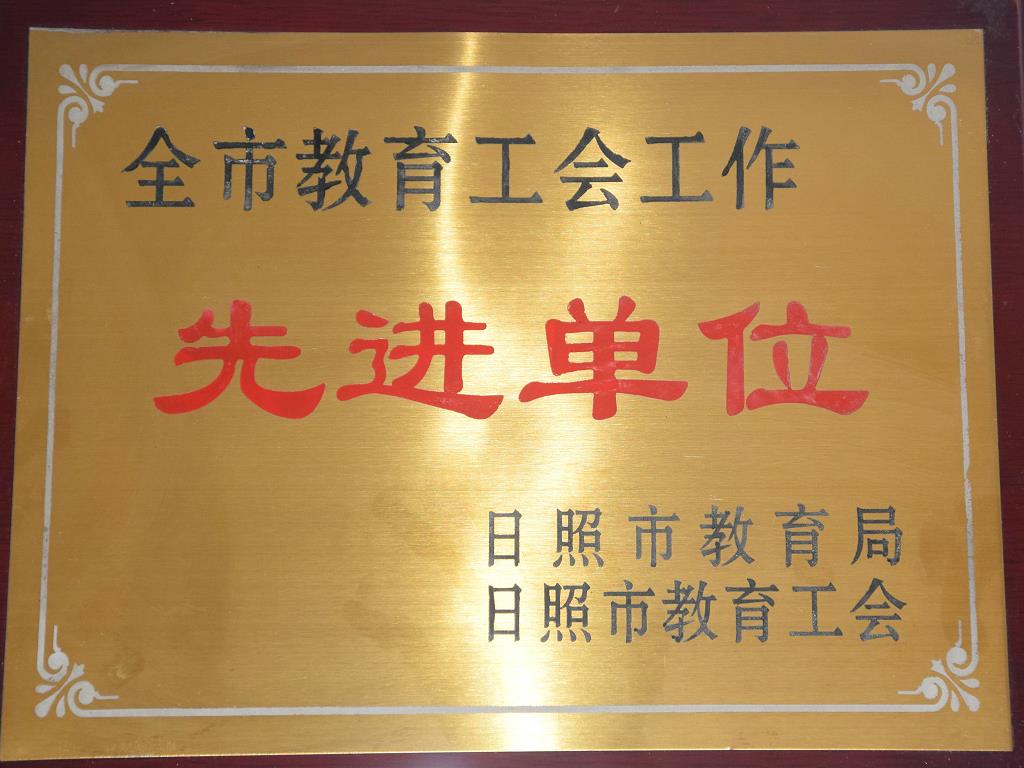 全市教育工会工作
先进单位
日照市教育局
日照市教育工会